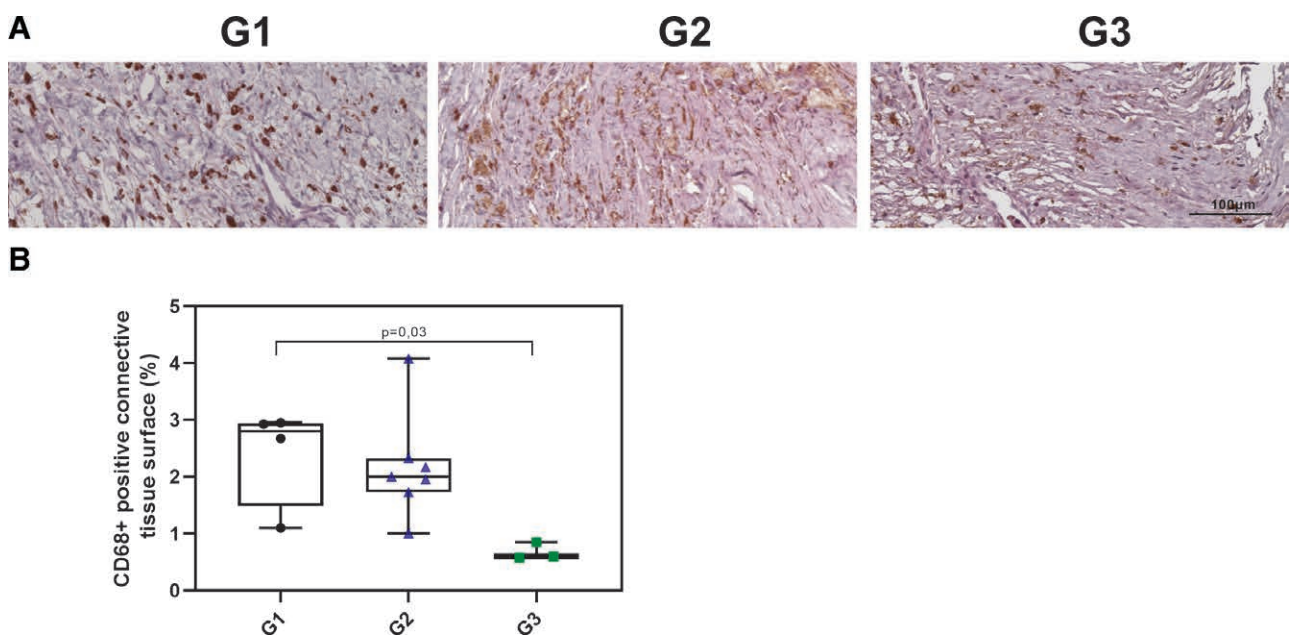 A
G1
G2
G3
100µm
B
CD68+ positive connective
tissue surface (%)
5
4
3
2
1
0
p=0,03
G1
G2
G3